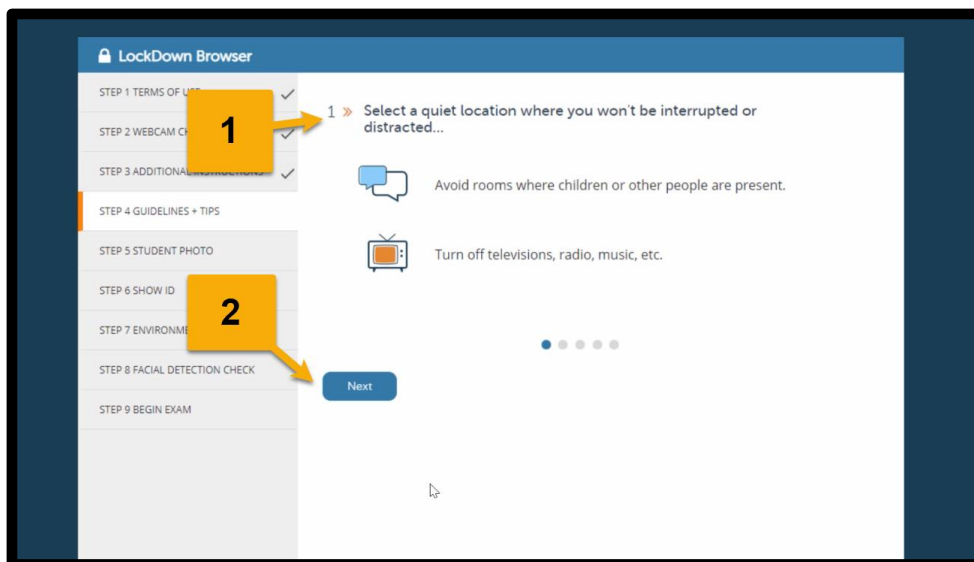 LockDown Browser
STEP 1 TERMS OF
STEP 2 WEBCAM
STEP 3 ADDITIONAL INSTRUCTIONS
STEP 4 GUIDELINES + TIPS
STEP 5 STUDENT PHOTO
STEP 6 SHOW ID
STEP 7
STEP 8 FACIAL DETECTION CHECK
STEP 9 BEGIN EXAM
1
2
1 » Select a quiet location where you won't be interrupted or
distracted...
Avoid rooms where children or other people are present.
Turn off televisions, radio, music, etc.
Next